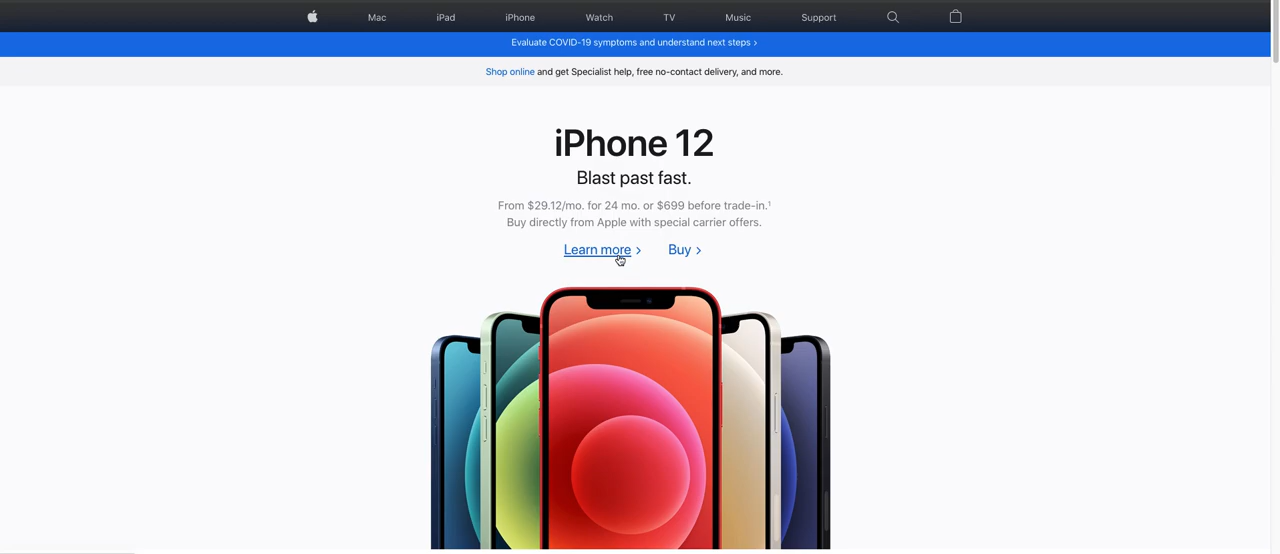 Mac iPad iPhone Watch TV Music Support
Evaluate COVID-19 symptoms and understand next steps >
Shop online and get Specialist help, free no-contact delivery, and more.
iPhone 12
Blast past fast.
From $29.12/mo. for 24 mo. or $699 before trade-in.¹
Buy directly from Apple with special carrier offers.
Learn more > Buy >